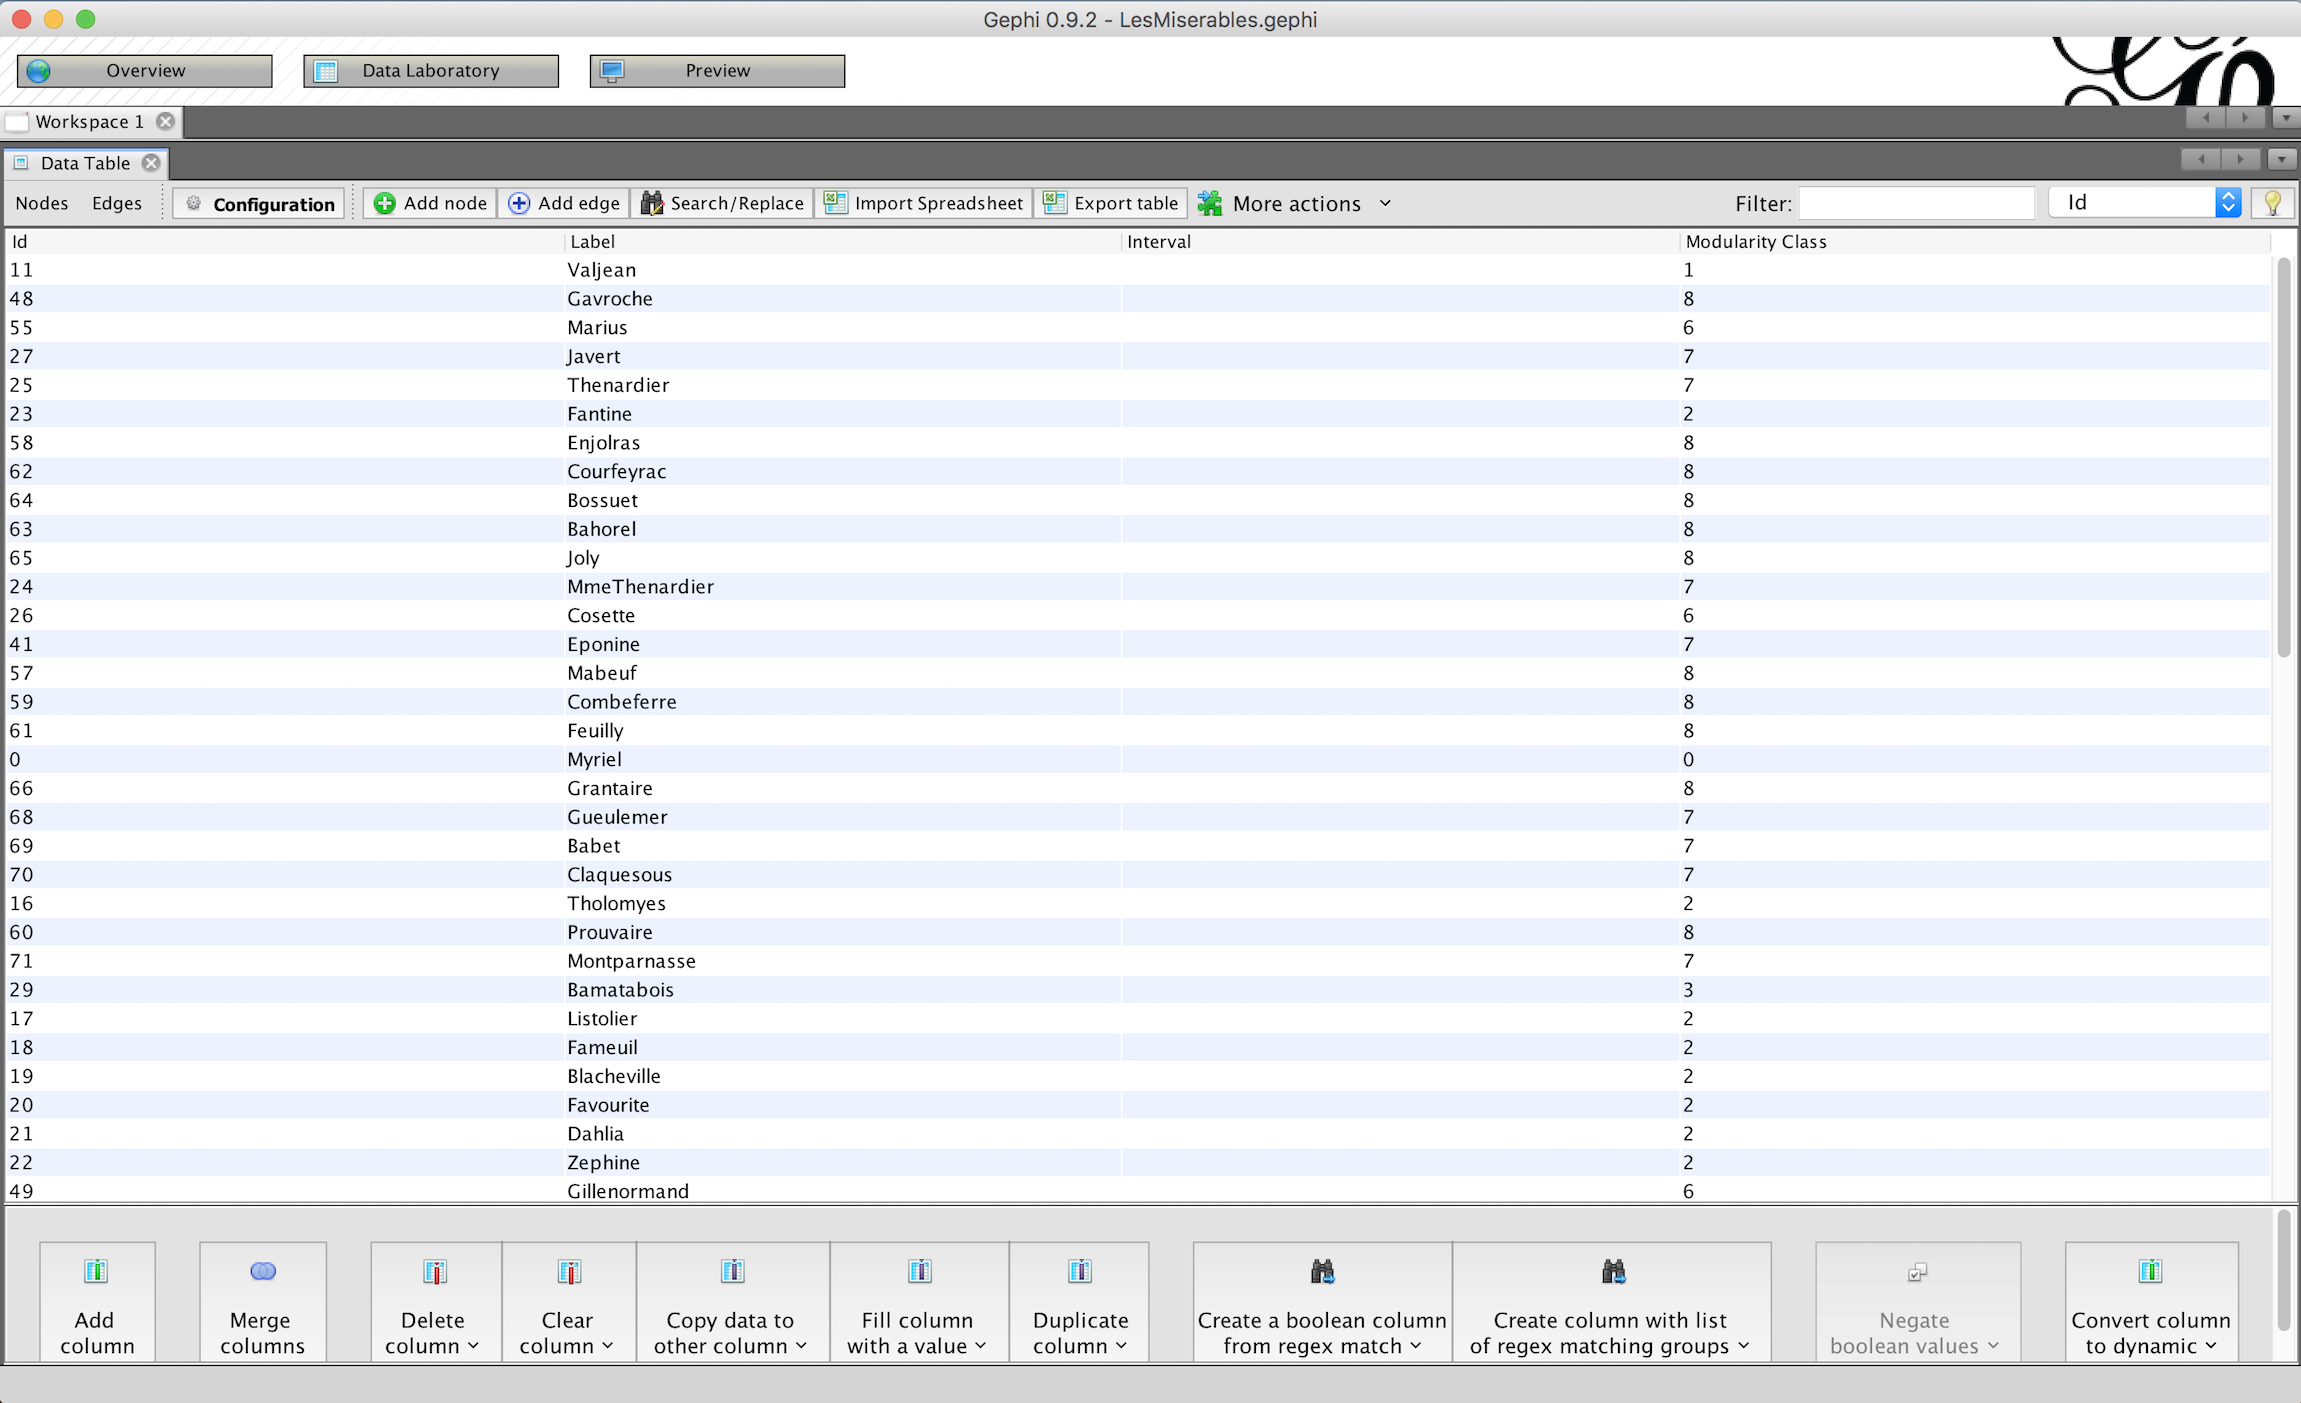 Gephi 0.9.2 - LesMiserables.gephi
Overview Data Laboratory Preview
Workspace 1
Data Table
Nodes Edges Configuration Add node Add edge Search/Replace Import Spreadsheet Export table More actions Filter: Id
Id Label Interval Modularity Class
11 Valjean 1
48 Gavroche 8
55 Marius 6
27 Javert 7
25 Thenardier 7
23 Fantine 2
58 Enjolras 8
62 Courfeyrac 8
64 Bossuet 8
63 Bahorel 8
65 Joly 8
24 MmeThenardier 7
26 Cosette 6
41 Eponine 7
57 Mabeuf 8
59 Combeferre 8
61 Feuilly 8
0 Myriel 0
66 Grantaire 8
68 Gueulemer 7
69 Babet 7
70 Claquesous 7
16 Tholomyes 2
60 Prouvaire 8
71 Montparnasse 7
29 Bamatabois 3
17 Listolier 2
18 Fameuil 2
19 Blacheville 2
20 Favourite 2
21 Dahlia 2
22 Zephine 2
49 Gillenormand 6
Add column
Merge columns
Delete column
Clear column
Copy data to other column
Fill column with a value
Duplicate column
Create a boolean column from regex match
Create column with list of regex matching groups
Negate boolean values
Convert column to dynamic